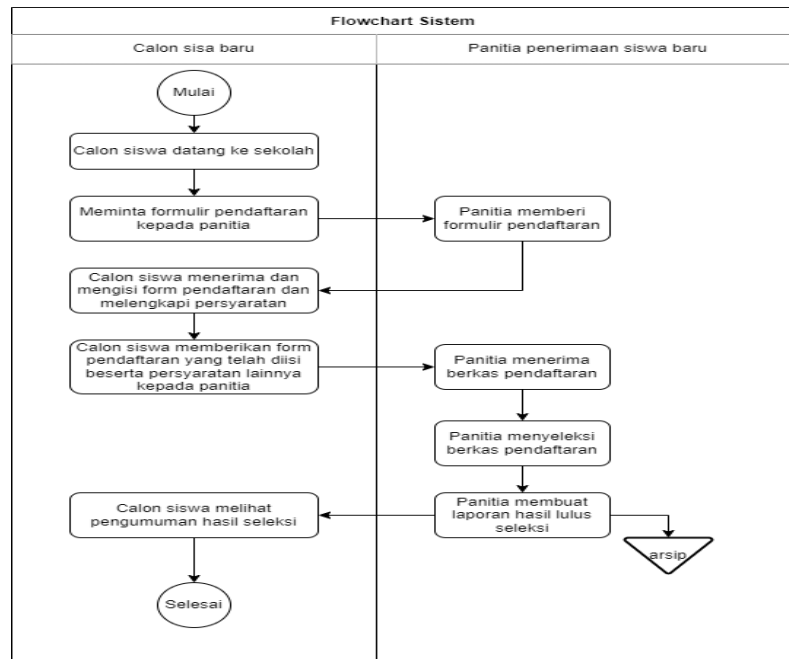 Flowchart Sistem
Calon sisa baru
Panitia penerimaan siswa baru
Mulai
Calon siswa datang ke sekolah
Meminta formulir pendaftaran
kepada panitia
Panitia memberi
formulir pendaftaran
Calon siswa menerima dan
mengisi form pendaftaran dan
melengkapi persyaratan
Calon siswa memberikan form
pendaftaran yang telah diisi
beserta persyaratan lainnya
kepada panitia
Panitia menerima
berkas pendaftaran
Panitia menyeleksi
berkas pendaftaran
Panitia membuat
laporan hasil lulus
seleksi
Calon siswa melihat
pengumuman hasil seleksi
arsip
Selesai